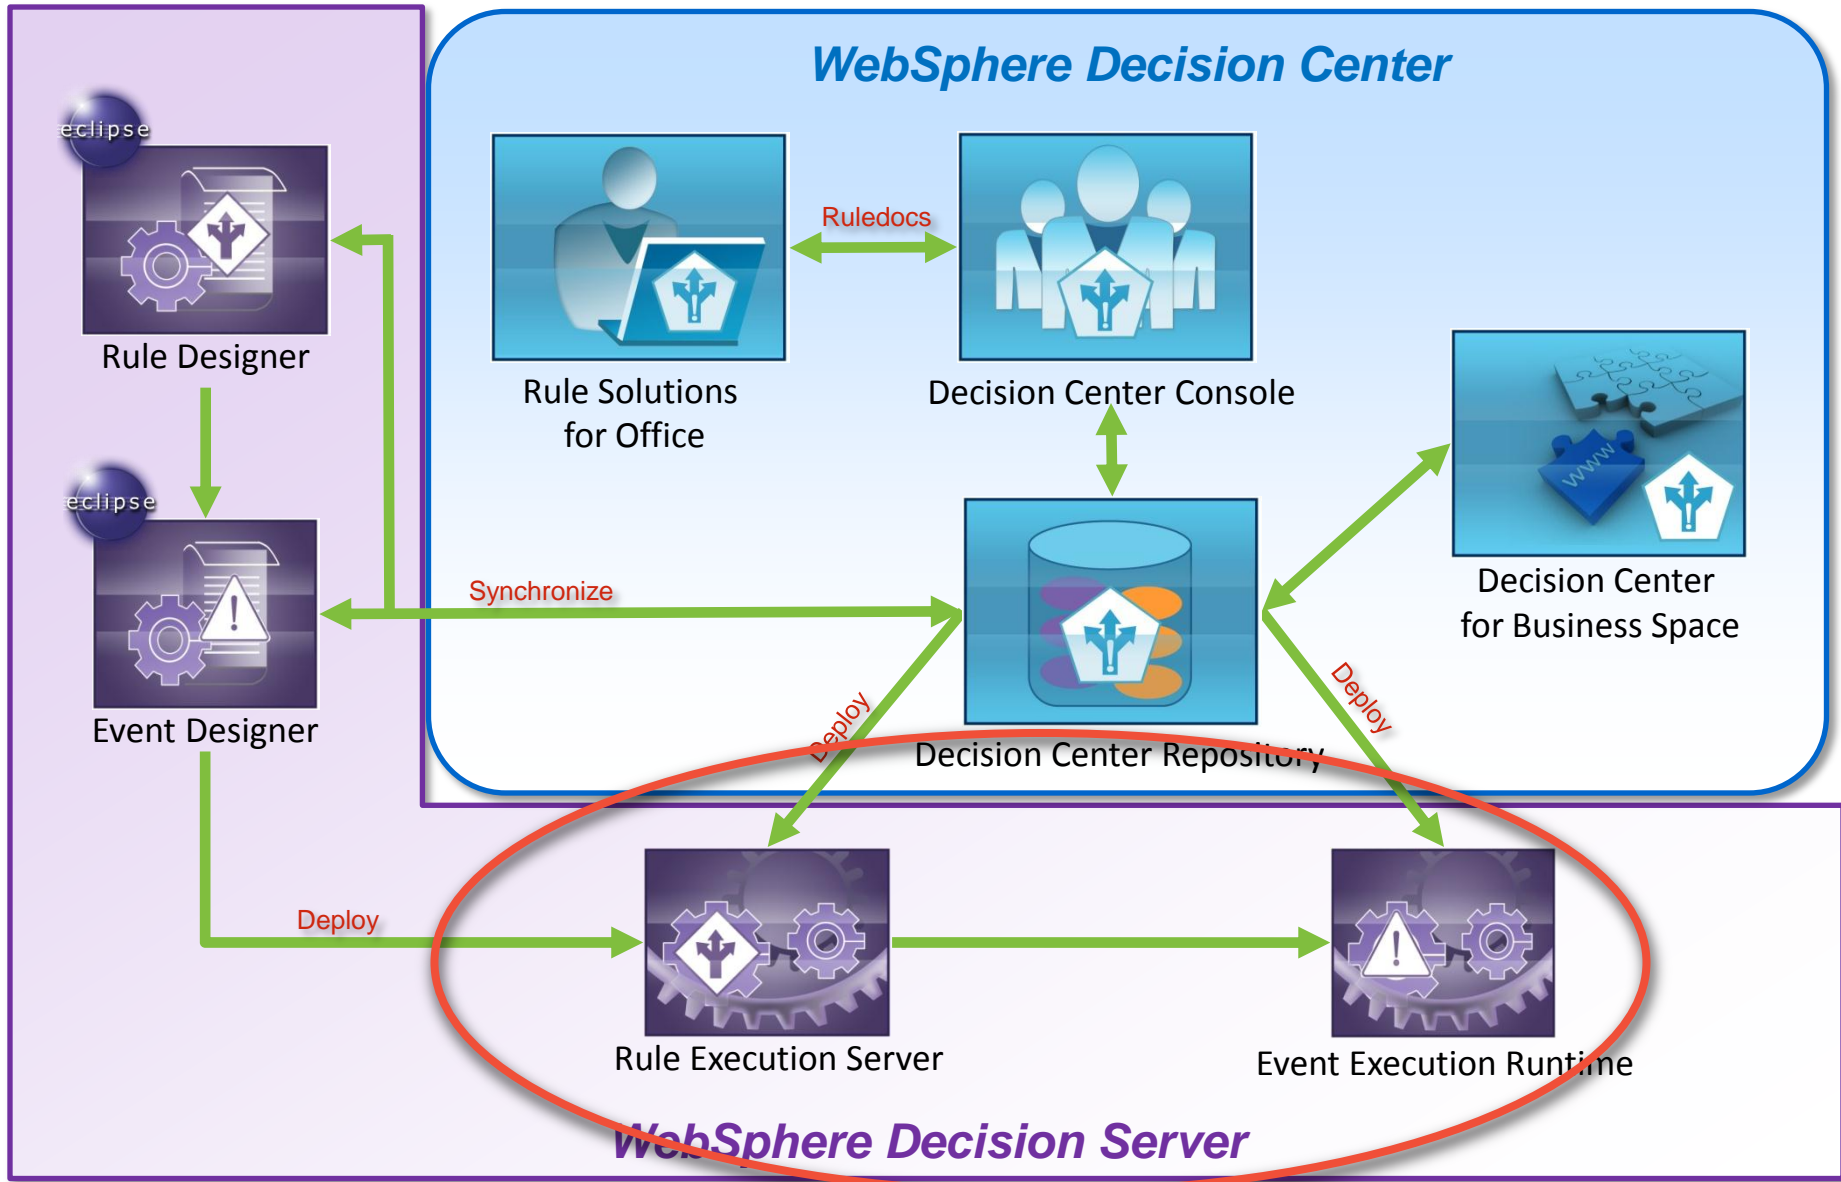 WebSphere Decision Center
eclipse
Rule Designer
Ruledocs
Rule Solutions
for Office
Decision Center Console
eclipse
Event Designer
Synchronize
WWW
Decision Center
for Business Space
Deploy
Deploy
Decision Center Repository
Deploy
Rule Execution Server
Event Execution Runtime
WebSphere Decision Server